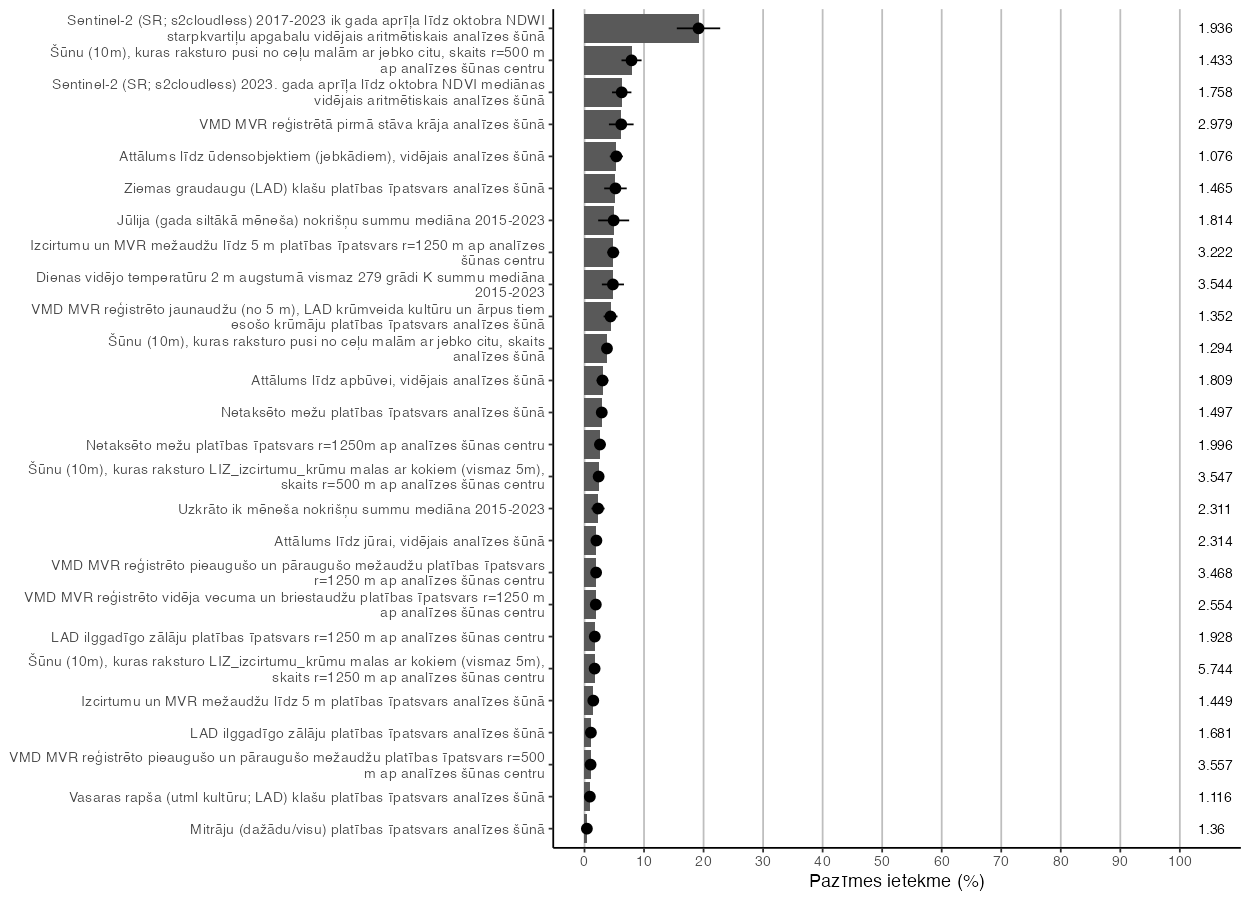 Sentinel-2 (SR; s2cloudless) 2017-2023 ik gada aprīļa līdz oktobra NDWI
starpkvartiļu apgabalu vidējais aritmētiskais analīzes šūnā
1.936
Šūnu (10m), kuras raksturo pusi no ceļu malām ar jebko citu, skaits r=500 m
ap analīzes šūnas centru
1.433
Sentinel-2 (SR; s2cloudless) 2023. gada aprīļa līdz oktobra NDVI mediānas
vidējais aritmētiskais analīzes šūnā
1.758
VMD MVR reģistrētā pirmā stāva krāja analīzes šūnā
2.979
Attālums līdz ūdensobjektiem (jebkādiem), vidējais analīzes šūnā
1.076
Ziemas graudaugu (LAD) klašu platības īpatsvars analīzes šūnā
1.465
Jūlija (gada siltākā mēneša) nokrišņu summu mediāna 2015-2023
1.814
Izcirtumu un MVR mežaudžu līdz 5 m platības īpatsvars r=1250 m ap analīzes
šūnas centru
3.222
Dienas vidējo temperatūru 2 m augstumā vismaz 279 grādi K summu mediāna
2015-2023
3.544
VMD MVR reģistrēto jaunaudžu (no 5 m), LAD krūmveida kultūru un ārpus tiem
esošo krūmāju platības īpatsvars analīzes šūnā
1.352
Šūnu (10m), kuras raksturo pusi no ceļu malām ar jebko citu, skaits
analīzes šūnā
1.294
Attālums līdz apbūvei, vidējais analīzes šūnā
1.809
Netaksēto mežu platības īpatsvars analīzes šūnā
1.497
Netaksēto mežu platības īpatsvars r=1250m ap analīzes šūnas centru
1.996
Šūnu (10m), kuras raksturo LIZ_izcirtumu_krūmu malas ar kokiem (vismaz 5m),
skaits r=500 m ap analīzes šūnas centru
3.547
Uzkrāto ik mēneša nokrišņu summu mediāna 2015-2023
2.311
Attālums līdz jūrai, vidējais analīzes šūnā
2.314
VMD MVR reģistrēto pieaugušo un pāraugušo mežaudžu platības īpatsvars
r=1250 m ap analīzes šūnas centru
3.468
VMD MVR reģistrēto vidēja vecuma un briestaudžu platības īpatsvars r=1250 m
ap analīzes šūnas centru
2.554
LAD ilggadīgo zālāju platības īpatsvars r=1250 m ap analīzes šūnas centru
1.928
Šūnu (10m), kuras raksturo LIZ_izcirtumu_krūmu malas ar kokiem (vismaz 5m),
skaits r=1250 m ap analīzes šūnas centru
5.744
Izcirtumu un MVR mežaudžu līdz 5 m platības īpatsvars analīzes šūnā
1.449
LAD ilggadīgo zālāju platības īpatsvars analīzes šūnā
1.681
VMD MVR reģistrēto pieaugušo un pāraugušo mežaudžu platības īpatsvars r=500
m ap analīzes šūnas centru
3.557
Vasaras rapša (utml kultūru; LAD) klašu platības īpatsvars analīzes šūnā
1.116
Mitrāju (dažādu/visu) platības īpatsvars analīzes šūnā
1.36
0 10 20 30 40 50 60 70 80 90 100
Pazīmes ietekme (%)